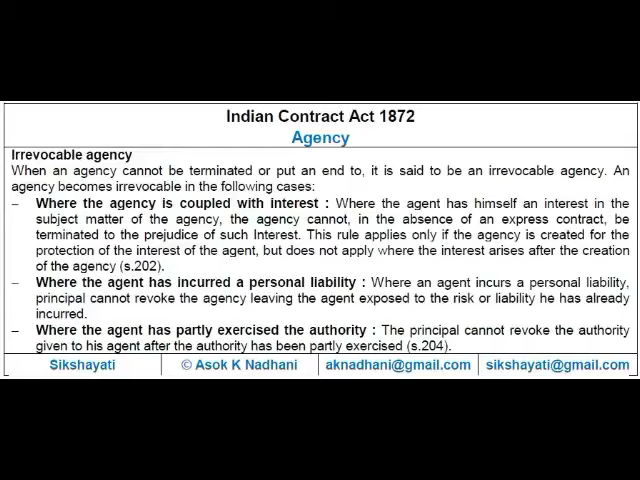 Indian Contract Act 1872
Agency
Irrevocable agency
When an agency cannot be terminated or put an end to, it is said to be an irrevocable agency. An
agency becomes irrevocable in the following cases:
– Where the agency is coupled with interest : Where the agent has himself an interest in the
subject matter of the agency, the agency cannot, in the absence of an express contract, be
terminated to the prejudice of such Interest. This rule applies only if the agency is created for the
protection of the interest of the agent, but does not apply where the interest arises after the creation
of the agency (s.202).
– Where the agent has incurred a personal liability : Where an agent incurs a personal liability,
principal cannot revoke the agency leaving the agent exposed to the risk or liability he has already
incurred.
– Where the agent has partly exercised the authority : The principal cannot revoke the authority
given to his agent after the authority has been partly exercised (s.204).
Sikshayati © Asok K Nadhani aknadhani@gmail.com sikshayati@gmail.com